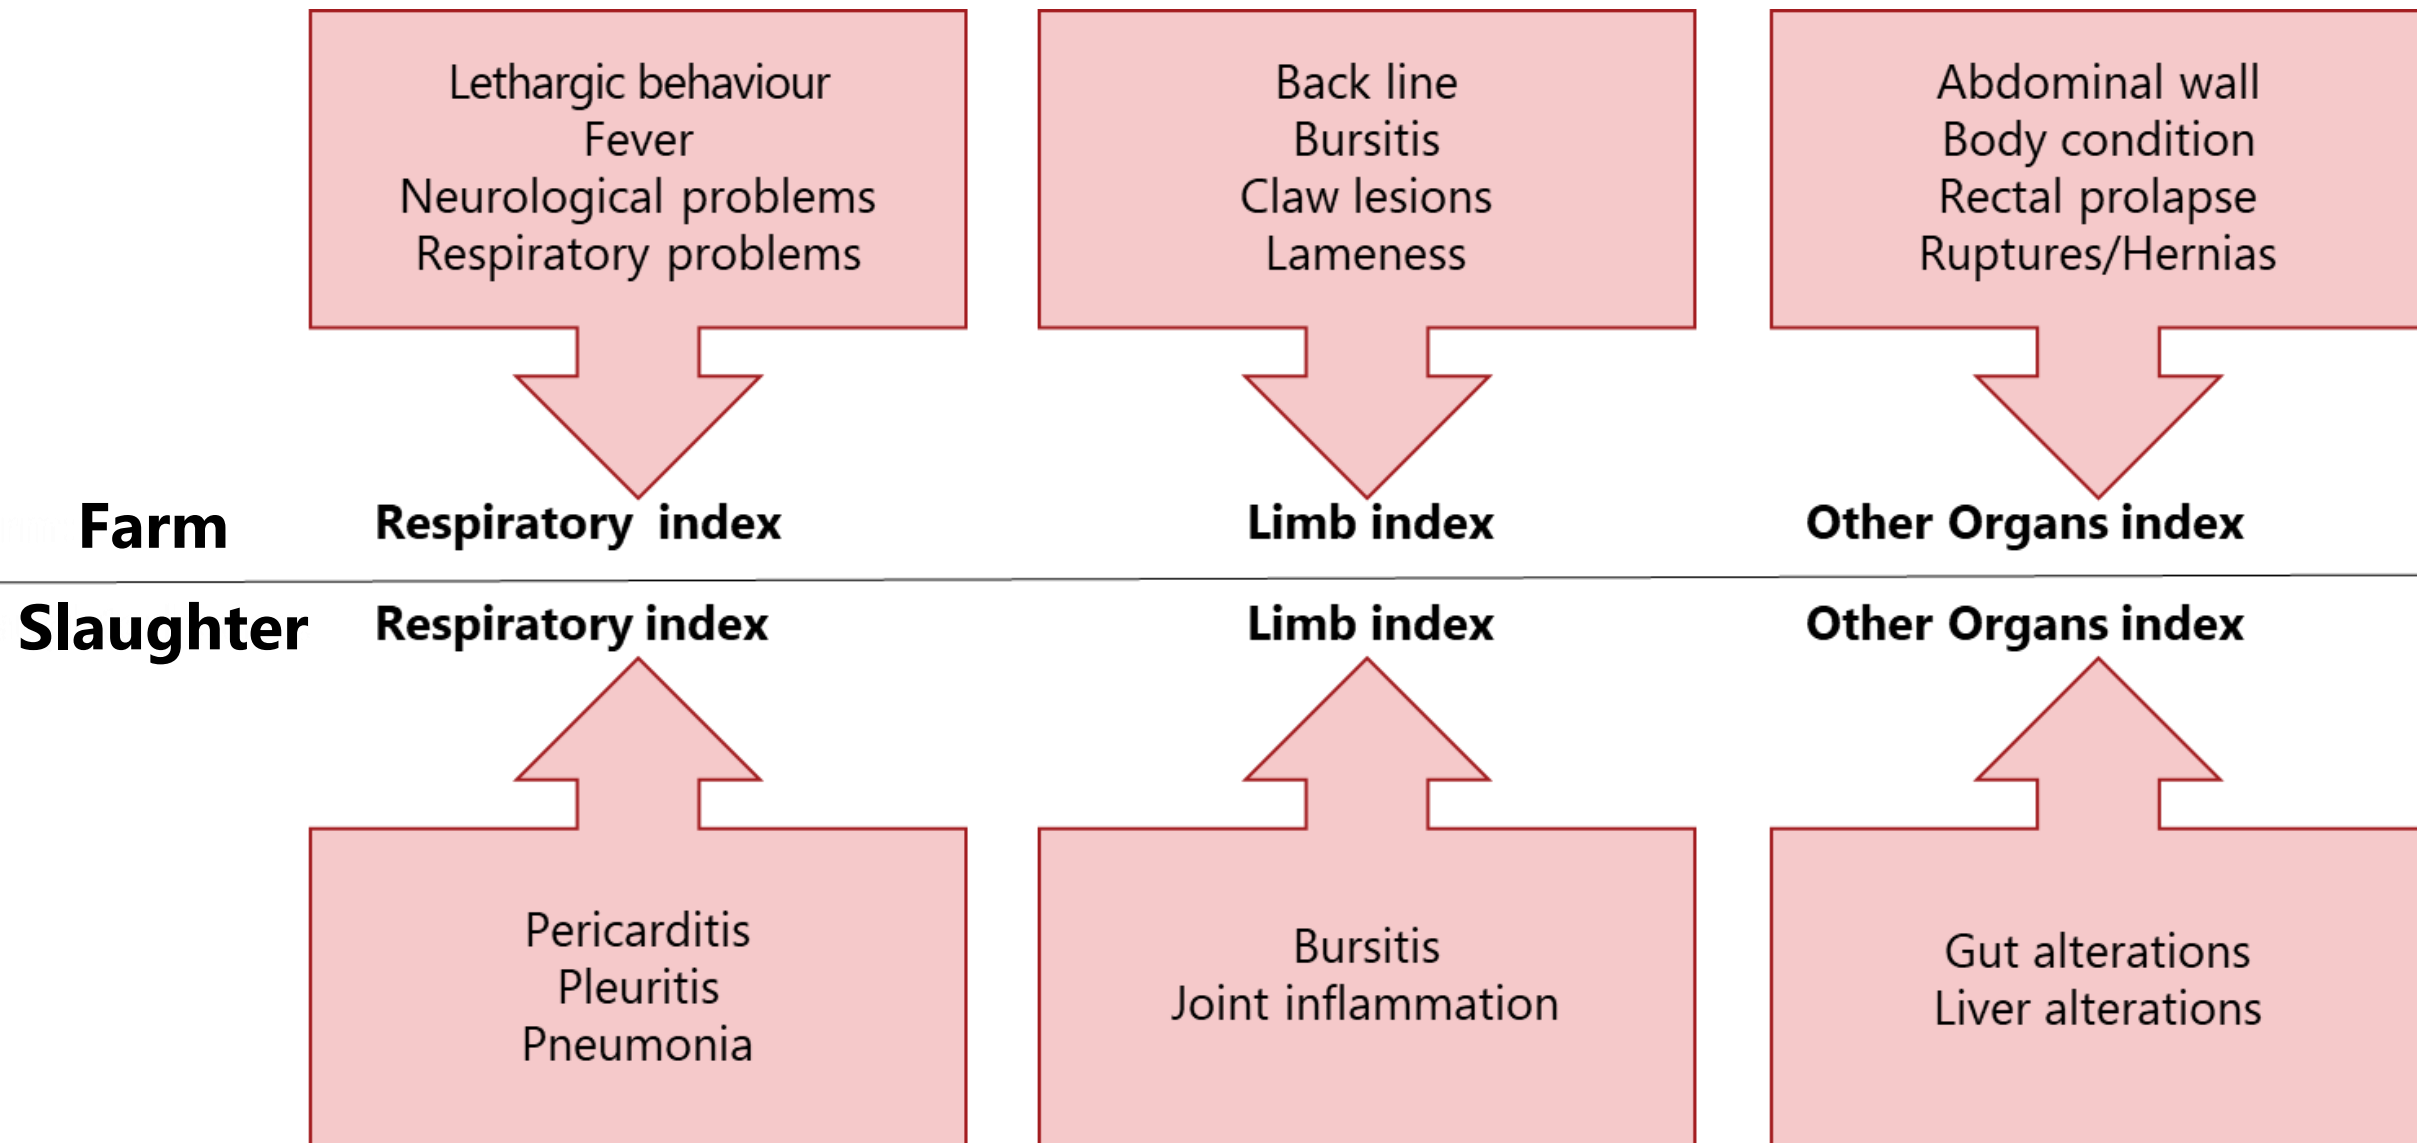 Lethargic behaviour
Fever
Neurological problems
Respiratory problems
Back line
Bursitis
Claw lesions
Lameness
Abdominal wall
Body condition
Rectal prolapse
Ruptures/Hernias
Farm
Respiratory index
Limb index
Other Organs index
Slaughter
Respiratory index
Limb index
Other Organs index
Pericarditis
Pleuritis
Pneumonia
Bursitis
Joint inflammation
Gut alterations
Liver alterations